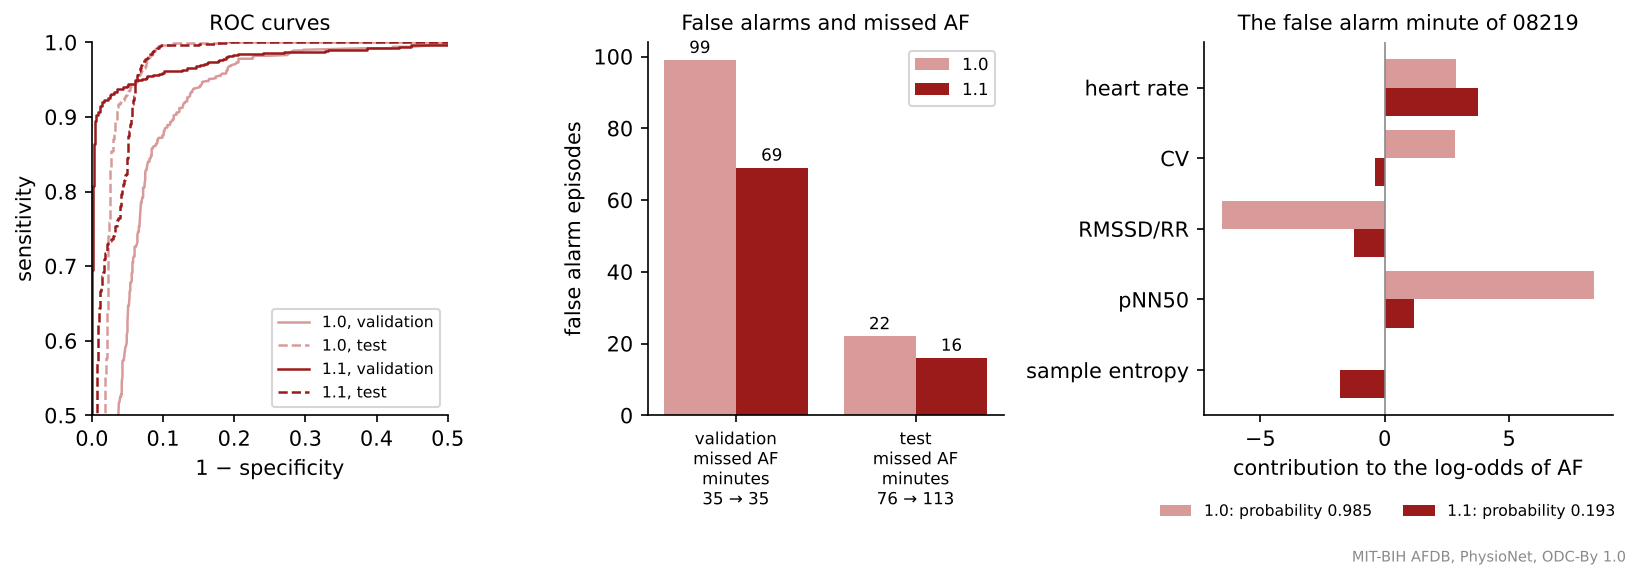 ROC curves
1.0
0.9
0.8
0.7
0.6
0.5
sensitivity
0.0 0.1 0.2 0.3 0.4 0.5
1 − specificity
1.0, validation
1.0, test
1.1, validation
1.1, test
False alarms and missed AF
100
80
60
40
20
0
false alarm episodes
99
69
22
16
1.0
1.1
validation
missed AF
minutes
35 → 35
test
missed AF
minutes
76 → 113
The false alarm minute of 08219
heart rate
CV
RMSSD/RR
pNN50
sample entropy
−5 0 5
contribution to the log-odds of AF
1.0: probability 0.985
1.1: probability 0.193
MIT-BIH AFDB, PhysioNet, ODC-By 1.0